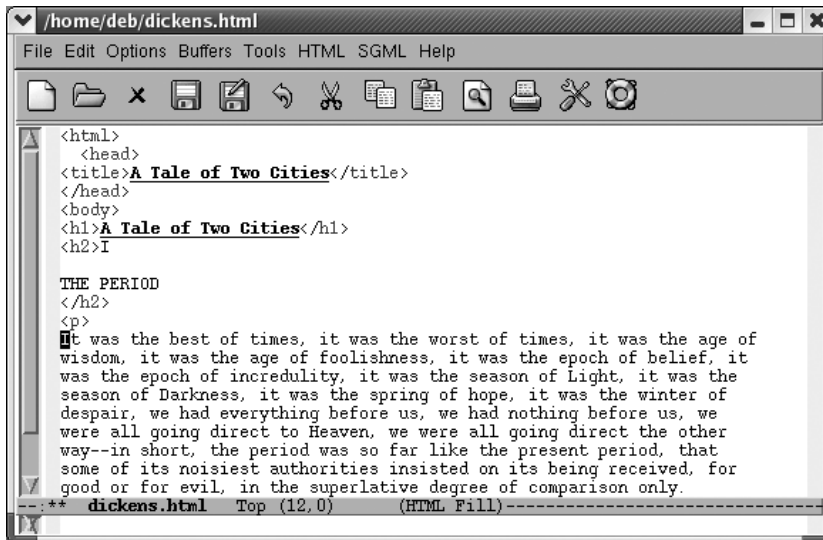 /home/deb/dickens.html
File Edit Options Buffers Tools HTML SGML Help
<html>
<head>
<title>A Tale of Two Cities</title>
</head>
<body>
<h1>A Tale of Two Cities</h1>
<h2>I
THE PERIOD
</h2>
<p>
It was the best of times, it was the worst of times, it was the age of
wisdom, it was the age of foolishness, it was the epoch of belief, it
was the epoch of incredulity, it was the season of Light, it was the
season of Darkness, it was the spring of hope, it was the winter of
despair, we had everything before us, we had nothing before us, we
were all going direct to Heaven, we were all going direct the other
way--in short, the period was so far like the present period, that
some of its noisiest authorities insisted on its being received, for
good or for evil, in the superlative degree of comparison only.
--:** dickens.html Top (12,0) (HTML Fill)--------------------------------